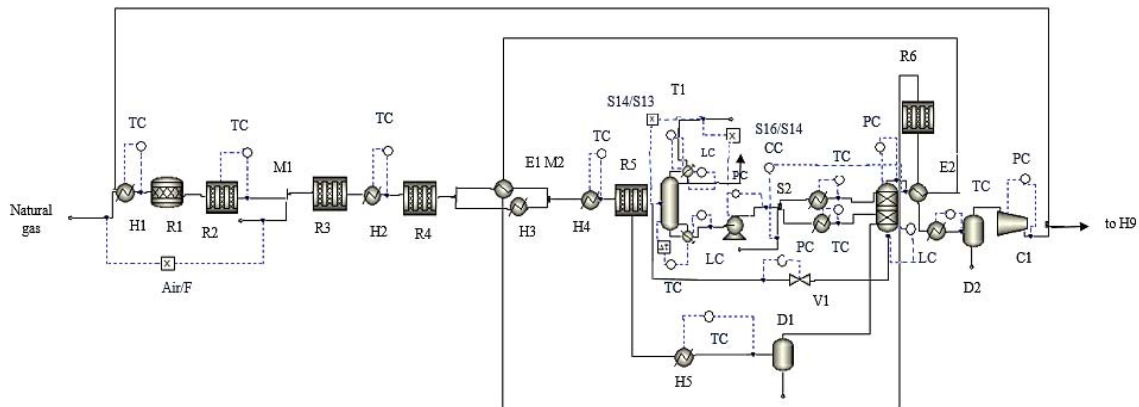 R6
T1
S14/S13
S16/S14
PC
PC
TC
TC
TC
TC
LC
CC
TC
X
X
R5
E2
M1
E1 M2
PC
S2
TC
Natural
gas
H1
R1
R2
R3
H2
R4
H3
H4
ΔT
LC
PC
TC
LC
C1
to H9
X
TC
D2
Air/F
V1
D1
TC
H5